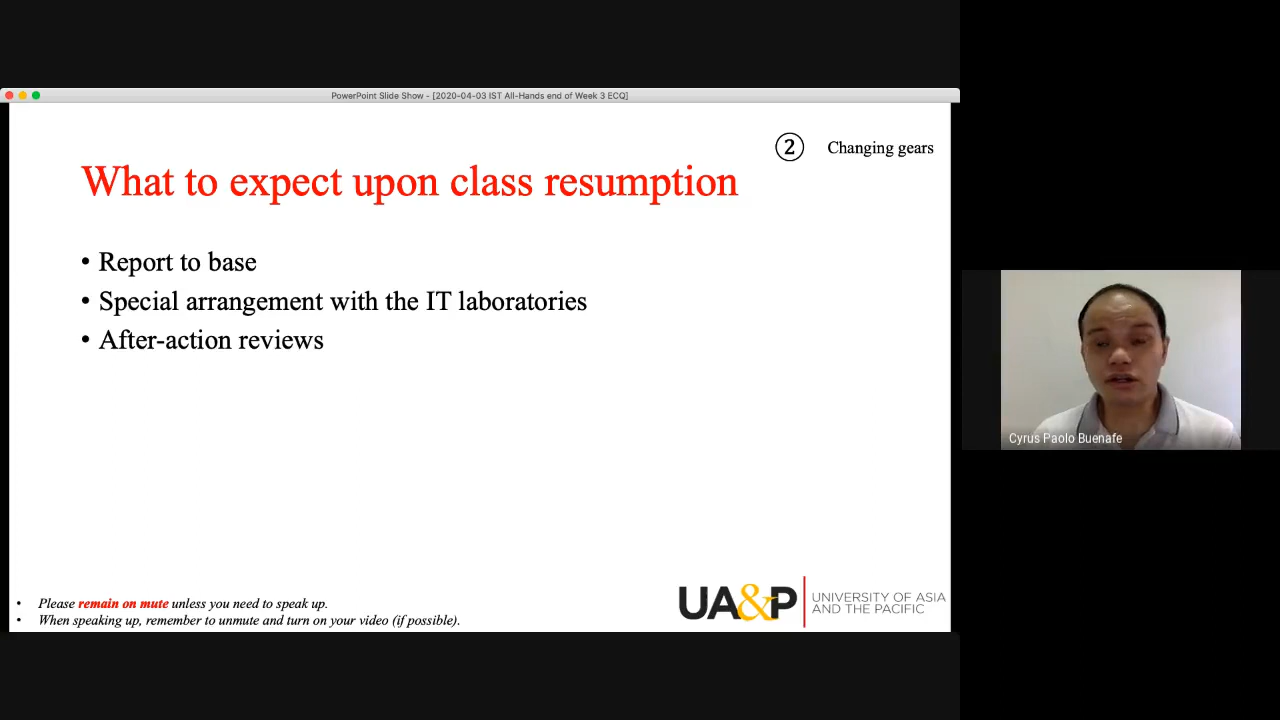 PowerPoint Slide Show - [2020-04-03 IST All-Hands end of Week 3 ECQ]
2 Changing gears
What to expect upon class resumption
• Report to base
• Special arrangement with the IT laboratories
• After-action reviews
Cyrus Paolo Buenafe
• Please remain on mute unless you need to speak up.
• When speaking up, remember to unmute and turn on your video (if possible).
UA&P
UNIVERSITY OF ASIA
AND THE PACIFIC